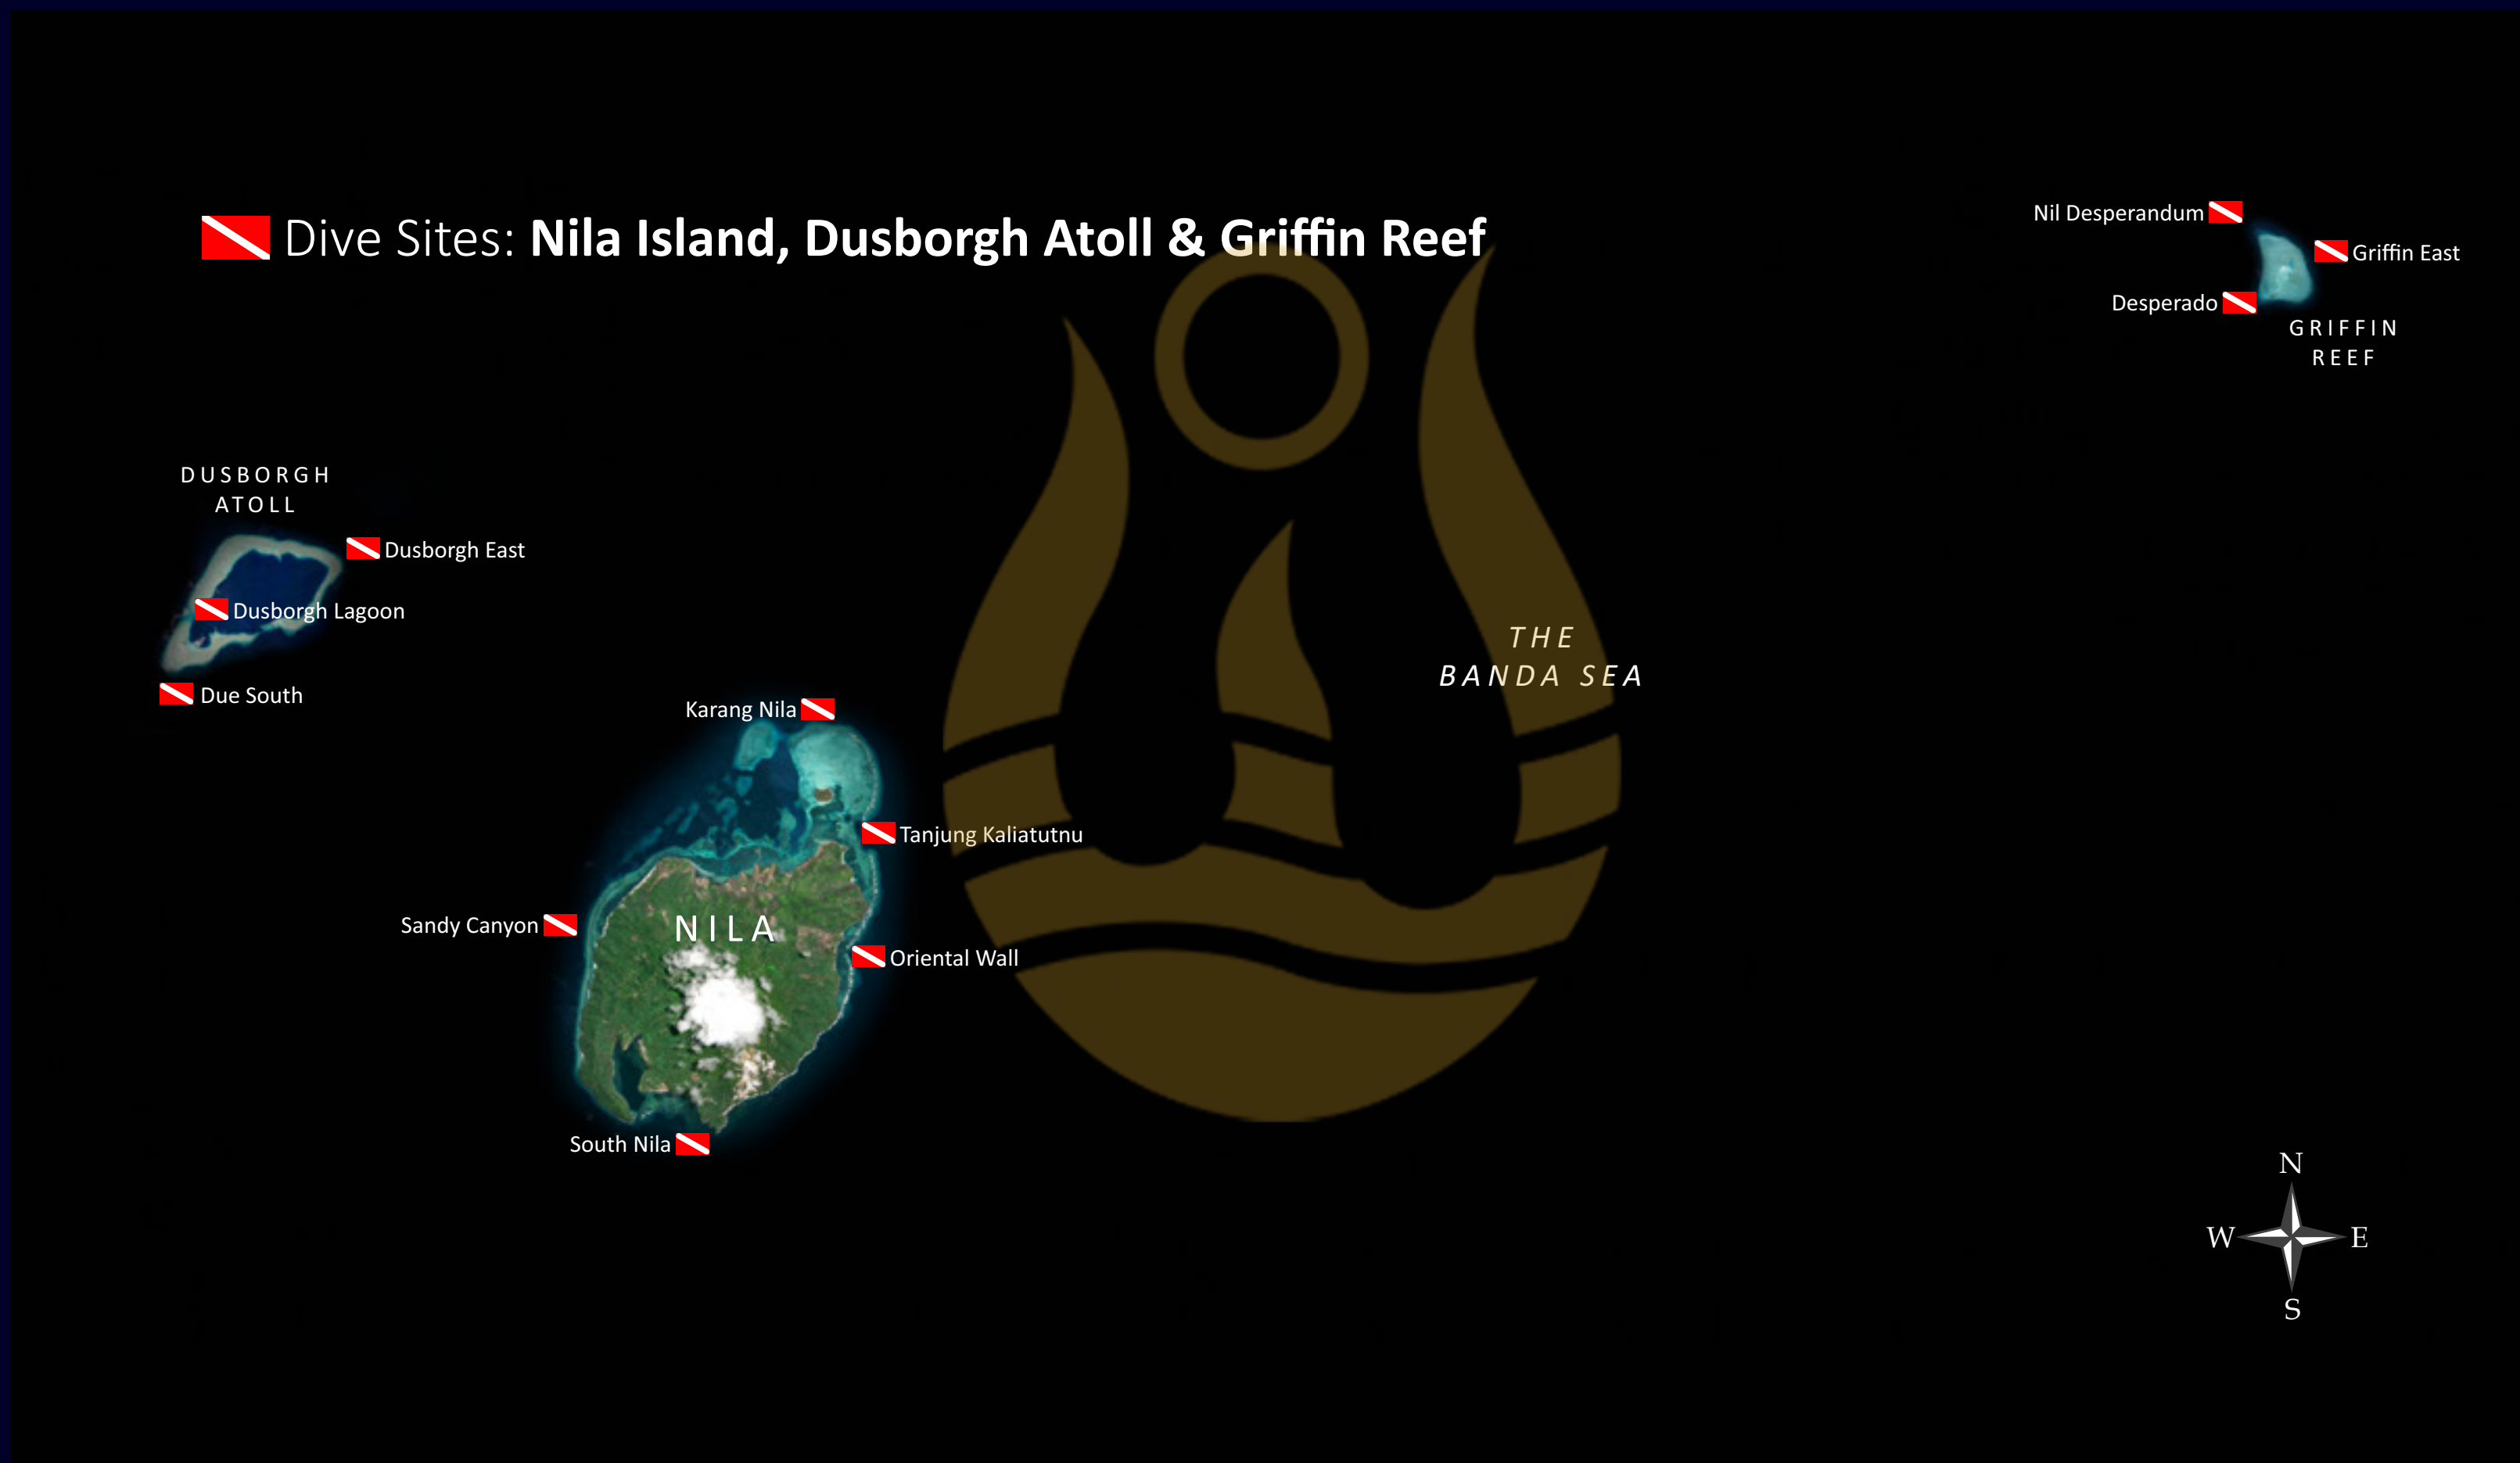 Dive Sites: Nila Island, Dusborgh Atoll & Griffin Reef
Nil Desperandum
Griffin East
Desperado
GRIFFIN
REEF
DUSBORGH
ATOLL
Dusborgh East
Dusborgh Lagoon
Due South
THE
BANDA SEA
Karang Nila
Tanjung Kaliatutnu
Sandy Canyon
NILA
Oriental Wall
South Nila
N
W
E
S